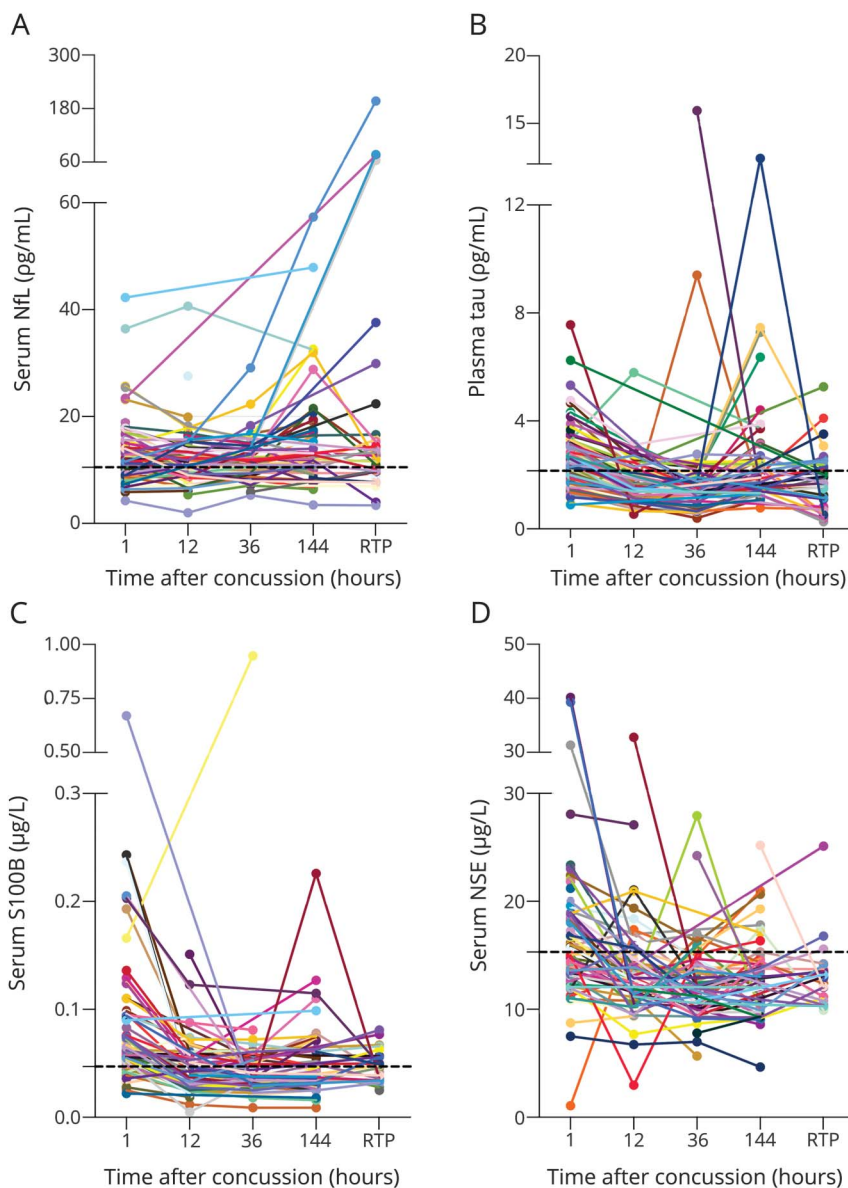 A
300
180
60
60
40
20
0
Serum NfL (ρg/mL)
1 12 36 144 RTP
Time after concussion (hours)
B
20
15
12
8
4
0
Plasma tau (ρg/mL)
1 12 36 144 RTP
Time after concussion (hours)
C
1.00
0.75
0.50
0.3
0.2
0.1
0.0
Serum S100B (µg/L)
1 12 36 144 RTP
Time after concussion (hours)
D
50
40
30
30
20
10
0
Serum NSE (µg/L)
1 12 36 144 RTP
Time after concussion (hours)